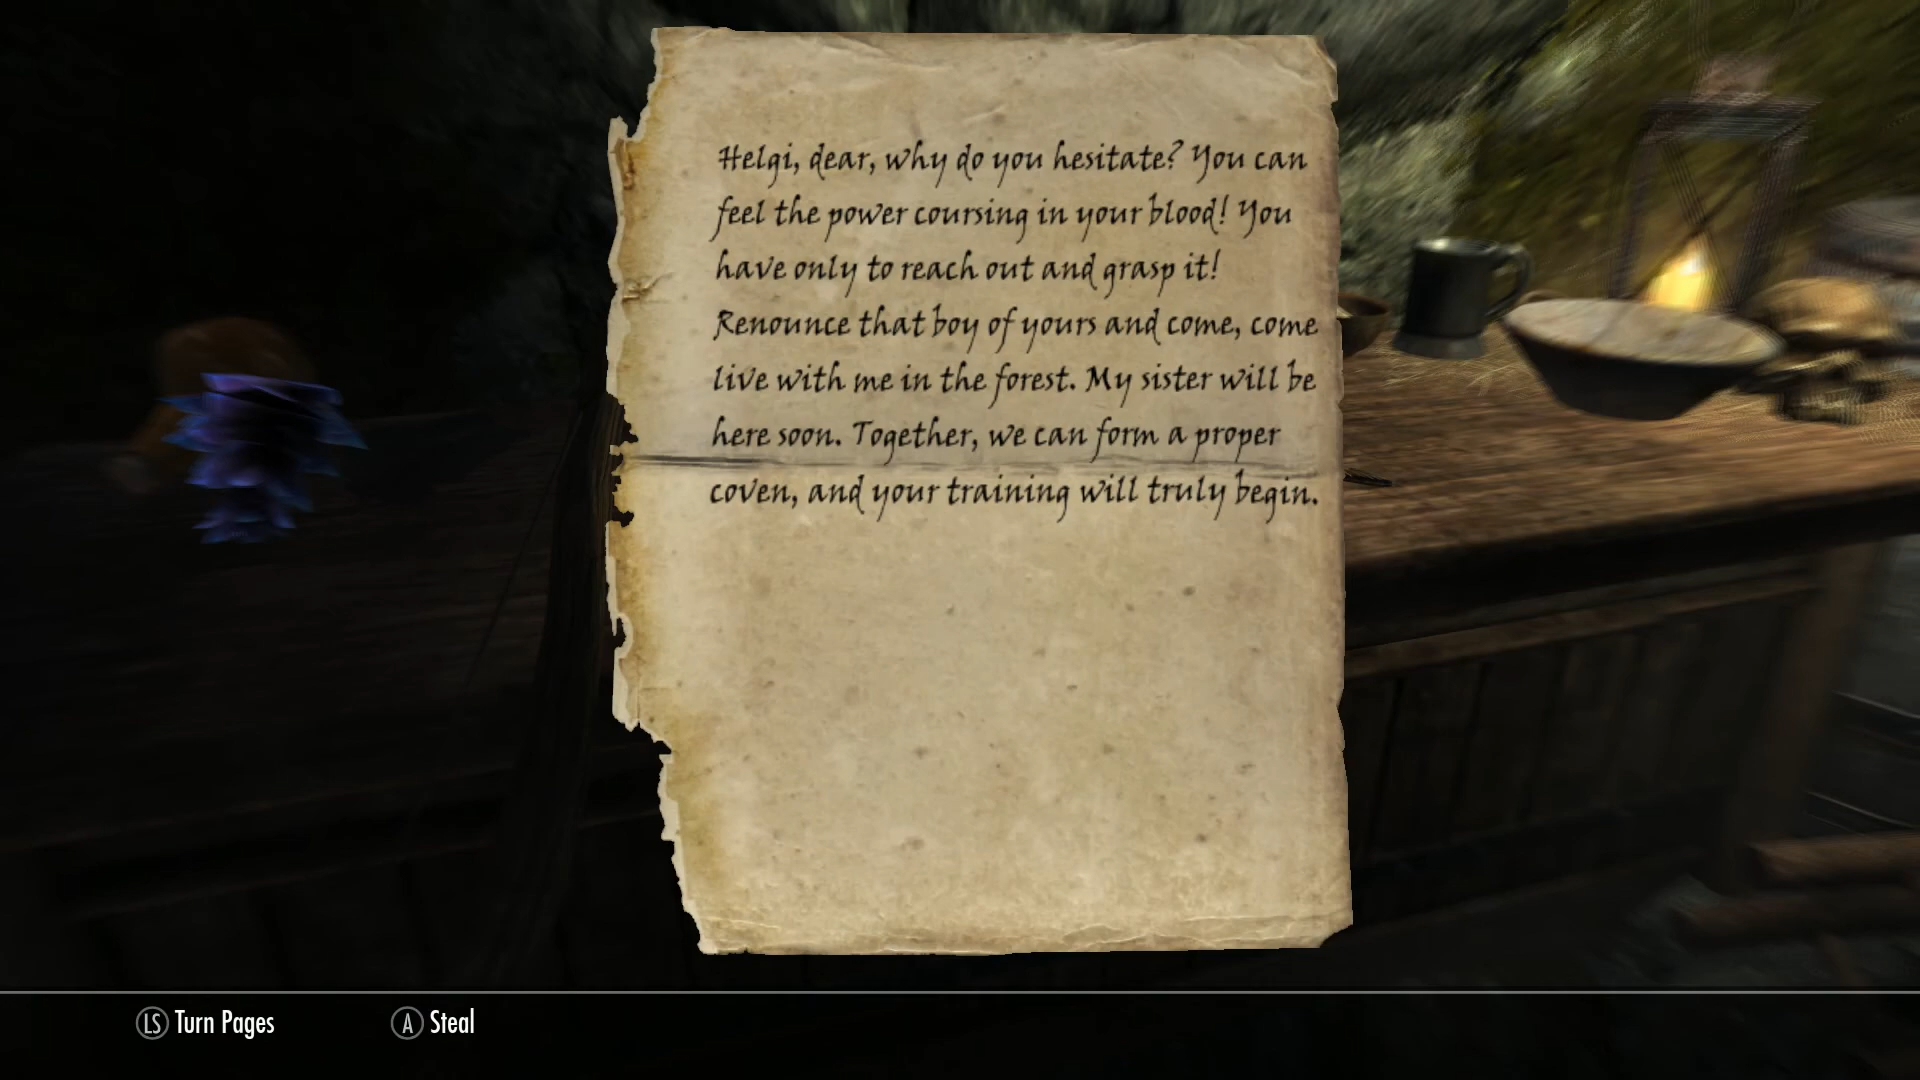 Helgi, dear, why do you hesitate? You can
feel the power coursing in your blood! You
have only to reach out and grasp it!
Renounce that boy of yours and come, come
live with me in the forest. My sister will be
here soon. Together, we can form a proper
coven, and your training will truly begin.
LS Turn Pages A Steal